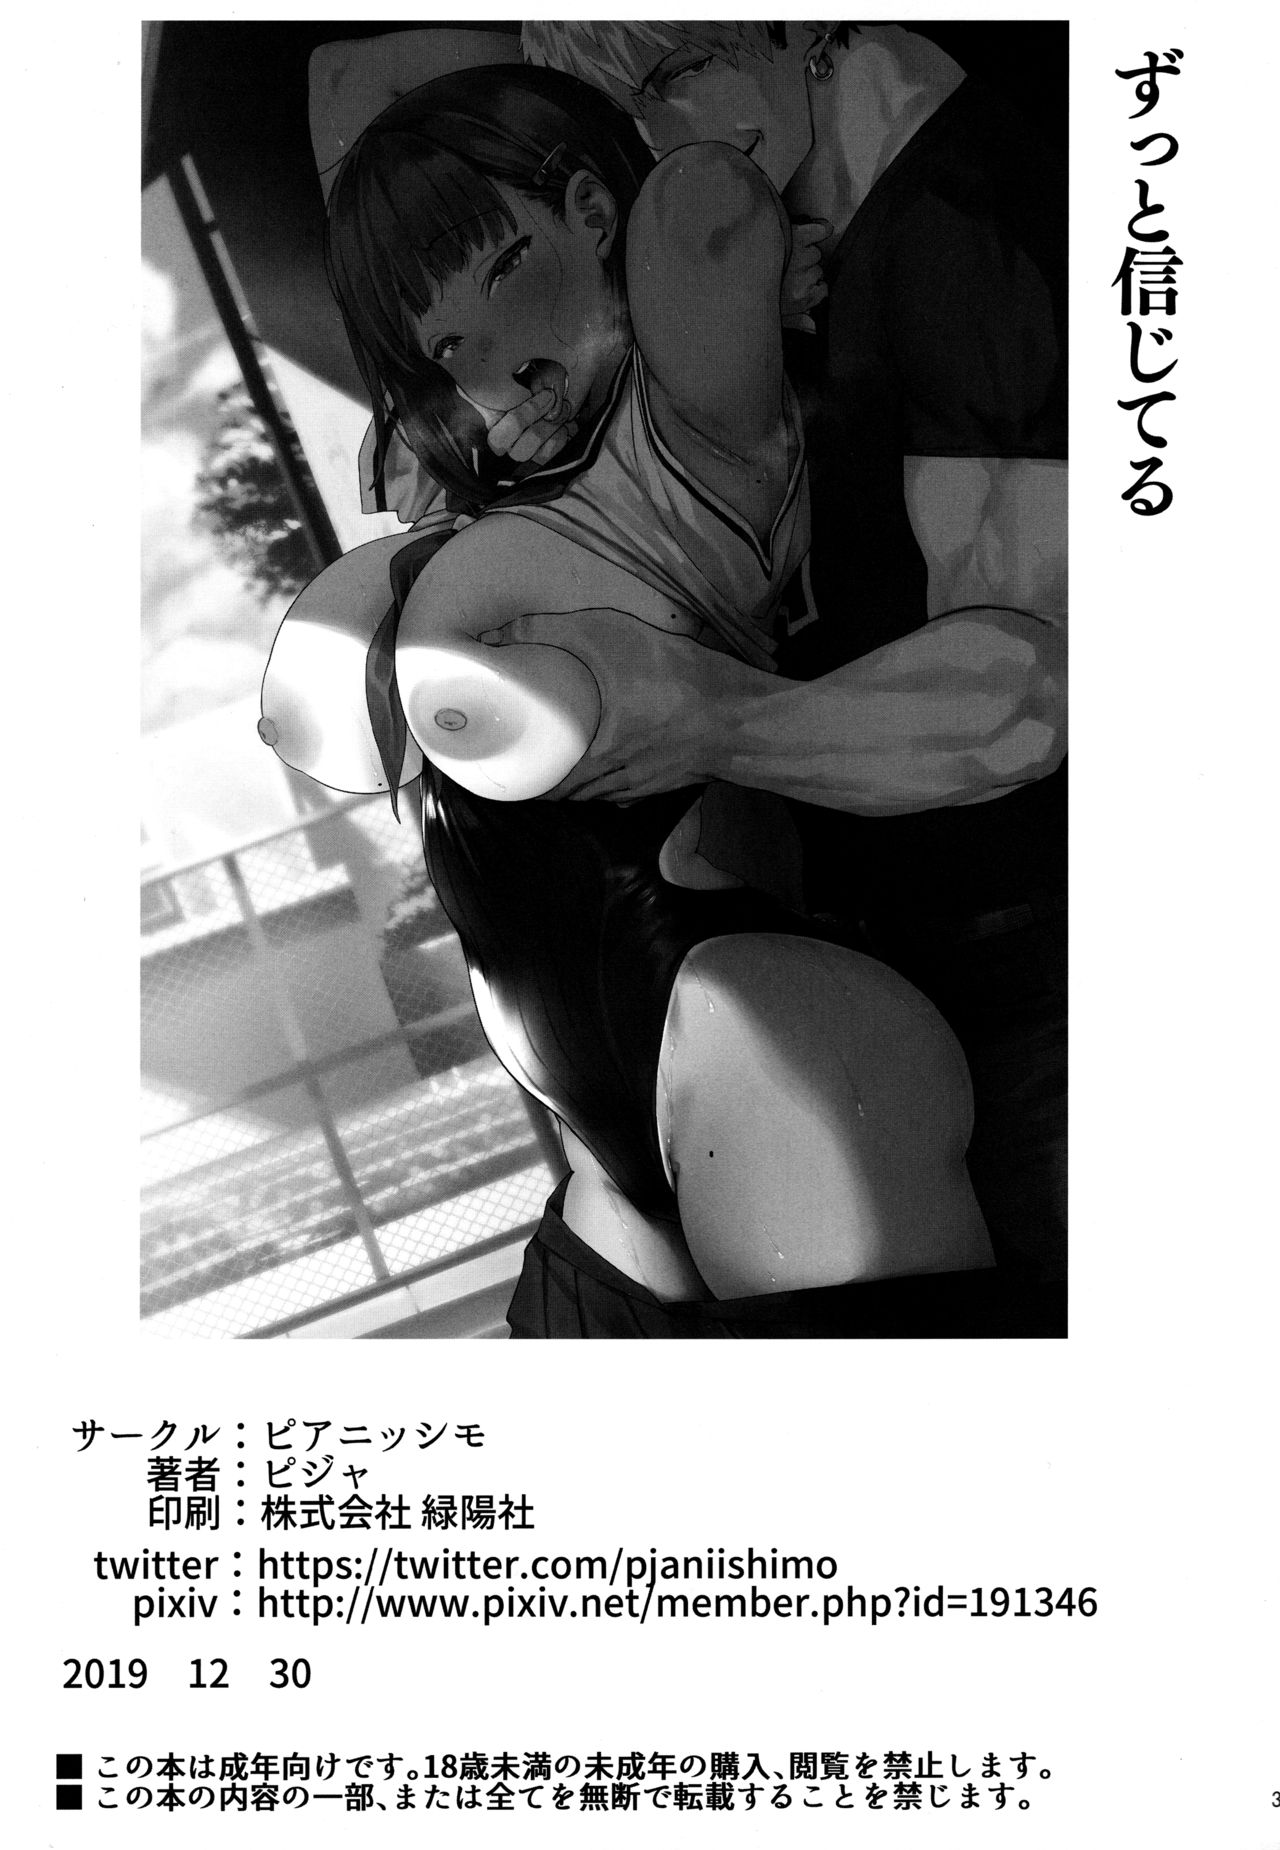 ずっと信じてる
サークル：ピアニッシモ
著者：ピジャ
印刷：株式会社 緑陽社
twitter：https://twitter.com/pjaniishimo
pixiv：http://www.pixiv.net/member.php?id=191346
2019　12　30
■ この本は成年向けです。18歳未満の未成年の購入、閲覧を禁止します。
■ この本の内容の一部、または全てを無断で転載することを禁じます。